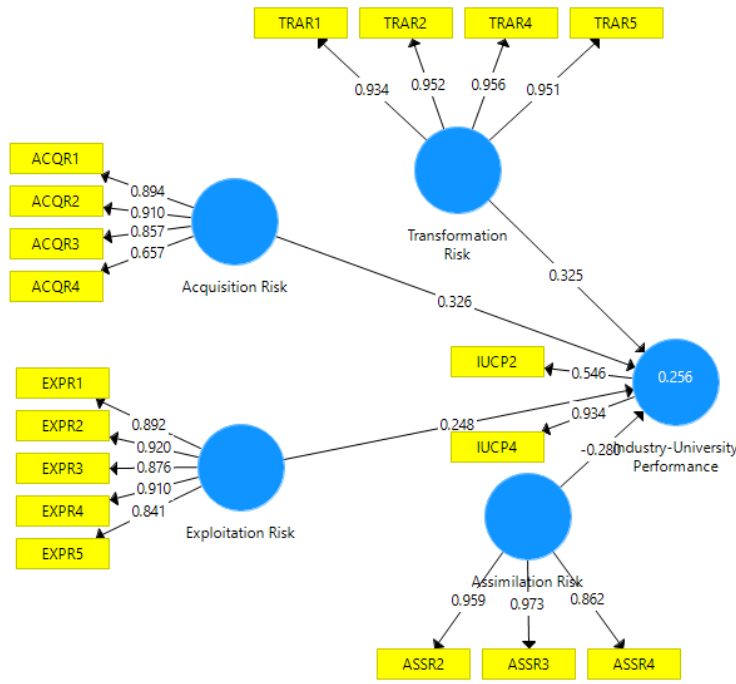 TRAR1 TRAR2 TRAR4 TRAR5
0.934 0.952 0.956 0.951
ACQR1
ACQR2
ACQR3
ACQR4
0.894
0.910
0.857
0.657
Acquisition Risk
Transformation
Risk
0.325
0.326
IUCP2
0.546
0.256
IUCP4
0.934
Industry-University
Performance
EXPR1
EXPR2
EXPR3
EXPR4
EXPR5
0.892
0.920
0.876
0.910
0.841
Exploitation Risk
0.248
-0.280
Assimilation Risk
0.959 0.973 0.862
ASSR2 ASSR3 ASSR4